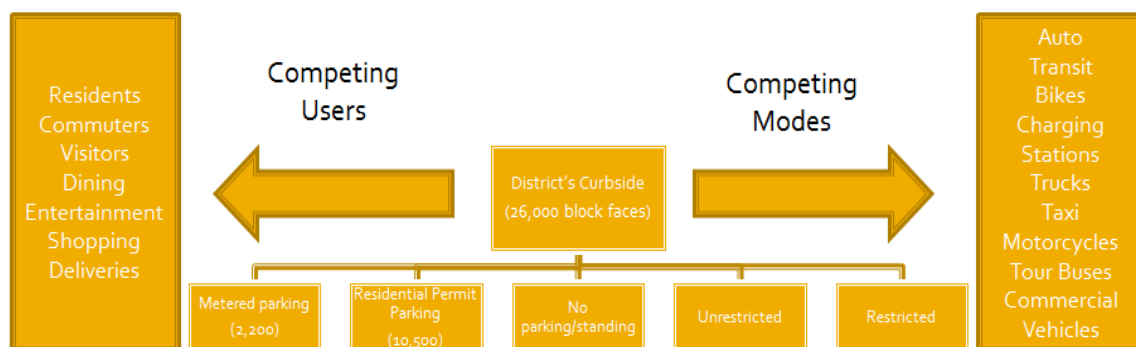 Residents
Commuters
Visitors
Dining
Entertainment
Shopping
Deliveries
Competing
Users
Competing
Modes
District's Curbside
(26,000 block faces)
Metered parking
(2,200)
Residential Permit
Parking
(10,500)
No
parking/standing
Unrestricted
Restricted
Auto
Transit
Bikes
Charging
Stations
Trucks
Taxi
Motorcycles
Tour Buses
Commercial
Vehicles